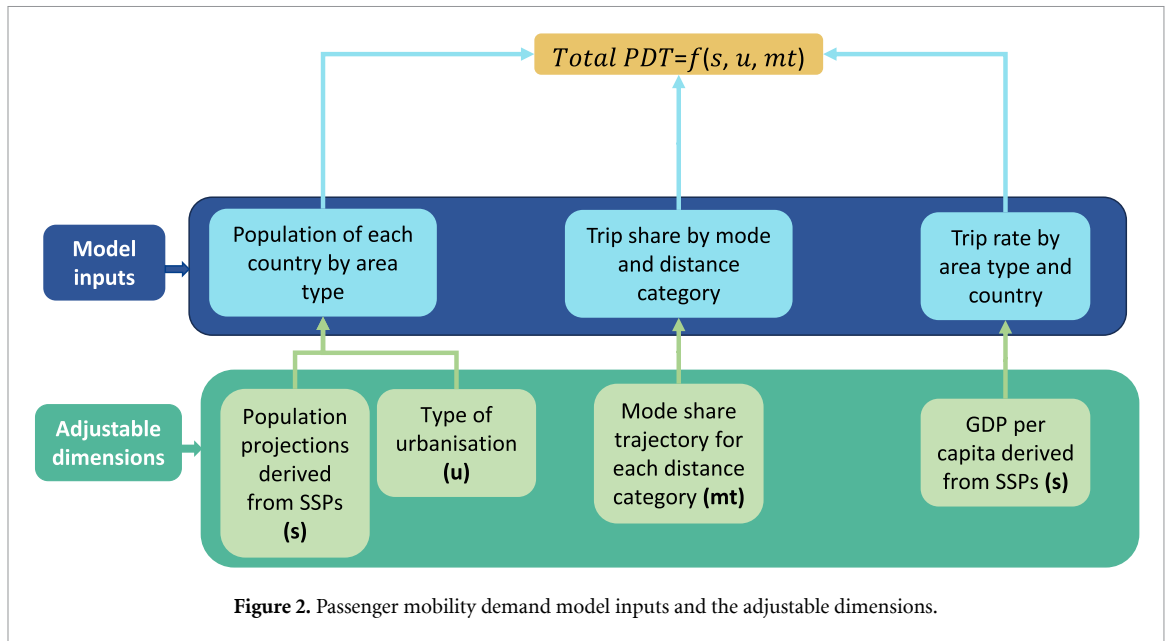 Total PDT=f(s, u, mt)
Model
inputs
Population of each
country by area
type
Trip share by mode
and distance
category
Trip rate by
area type and
country
Adjustable
dimensions
Population
projections
derived
from SSPs
(s)
Type of
urbanisation
(u)
Mode share
trajectory for
each distance
category (mt)
GDP per
capita derived
from SSPs (s)
Figure 2. Passenger mobility demand model inputs and the adjustable dimensions.